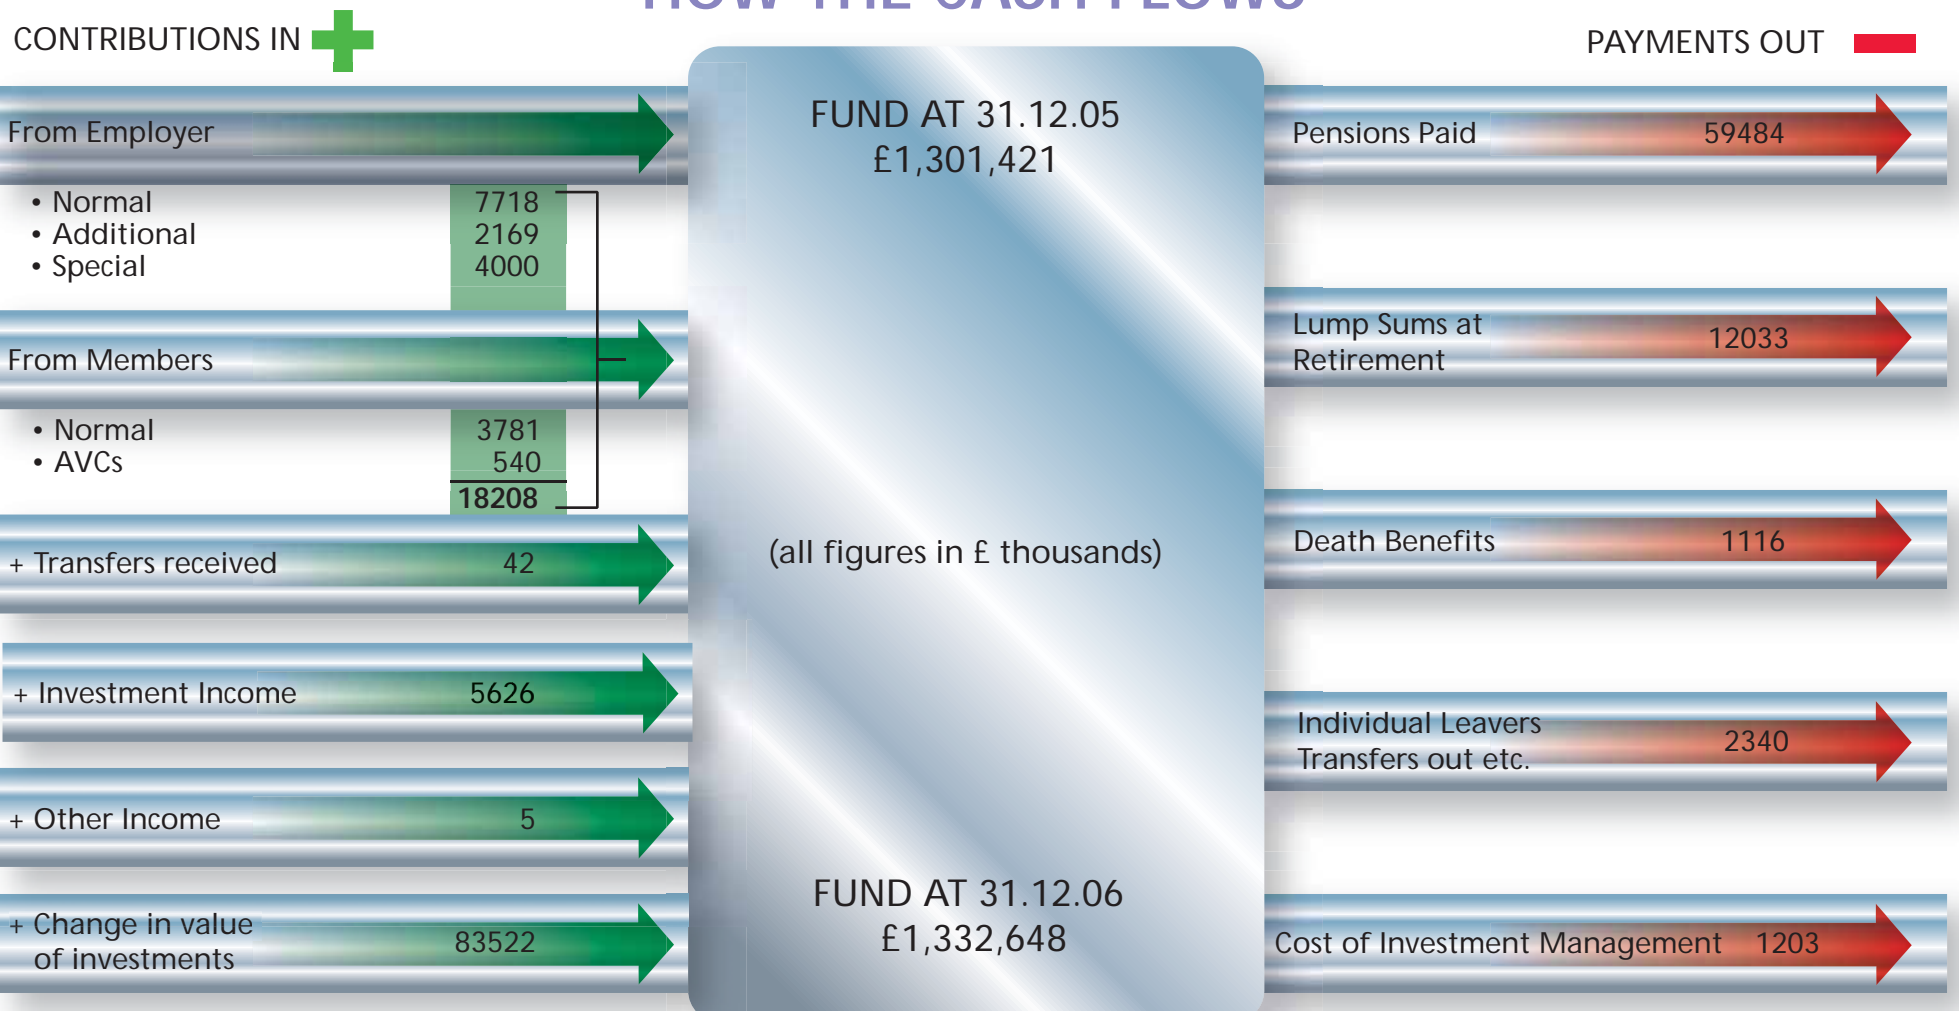 HOW THE CASH FLOWS
CONTRIBUTIONS IN
PAYMENTS OUT
From Employer
• Normal 7718
• Additional 2169
• Special 4000
From Members
• Normal 3781
• AVCs 540
18208
+ Transfers received 42
+ Investment Income 5626
+ Other Income 5
+ Change in value
of investments 83522
FUND AT 31.12.05
£1,301,421
(all figures in £ thousands)
FUND AT 31.12.06
£1,332,648
Pensions Paid 59484
Lump Sums at
Retirement 12033
Death Benefits 1116
Individual Leavers
Transfers out etc. 2340
Cost of Investment Management 1203